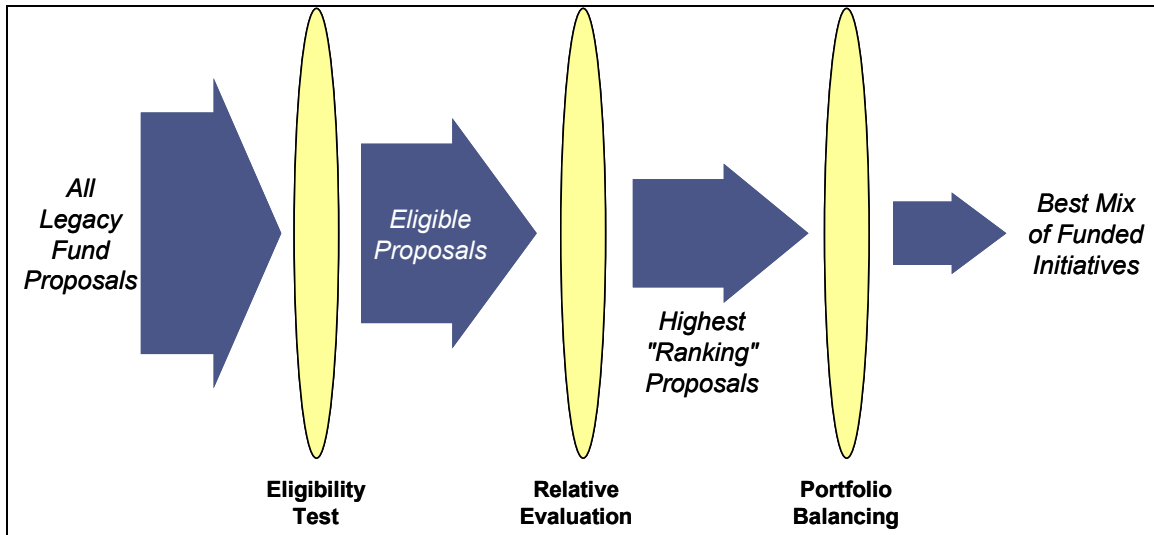 All
Legacy
Fund
Proposals
Eligible
Proposals
Highest
"Ranking"
Proposals
Best Mix
of Funded
Initiatives
Eligibility
Test
Relative
Evaluation
Portfolio
Balancing